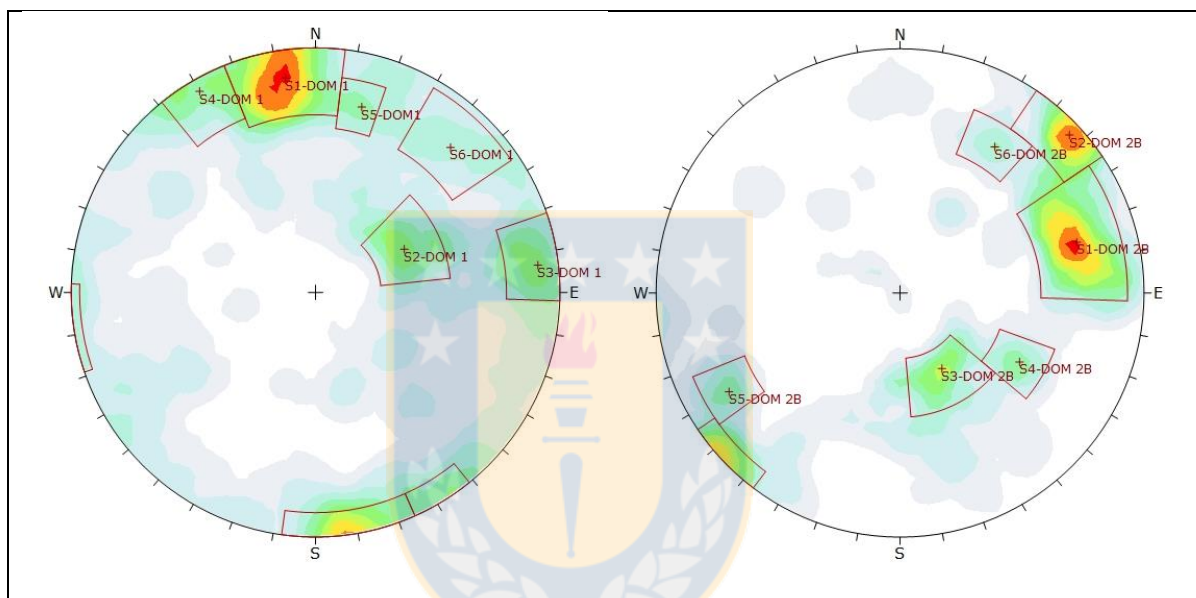 N
S4-DOM 1
S1-DOM 1
S5-DOM1
S6-DOM 1
S2-DOM 1
S3-DOM 1
W
E
S
N
S2-DOM 2B
S6-DOM 2B
S1-DOM 2B
W
E
S3-DOM 2B
S4-DOM 2B
S5-DOM 2B
S